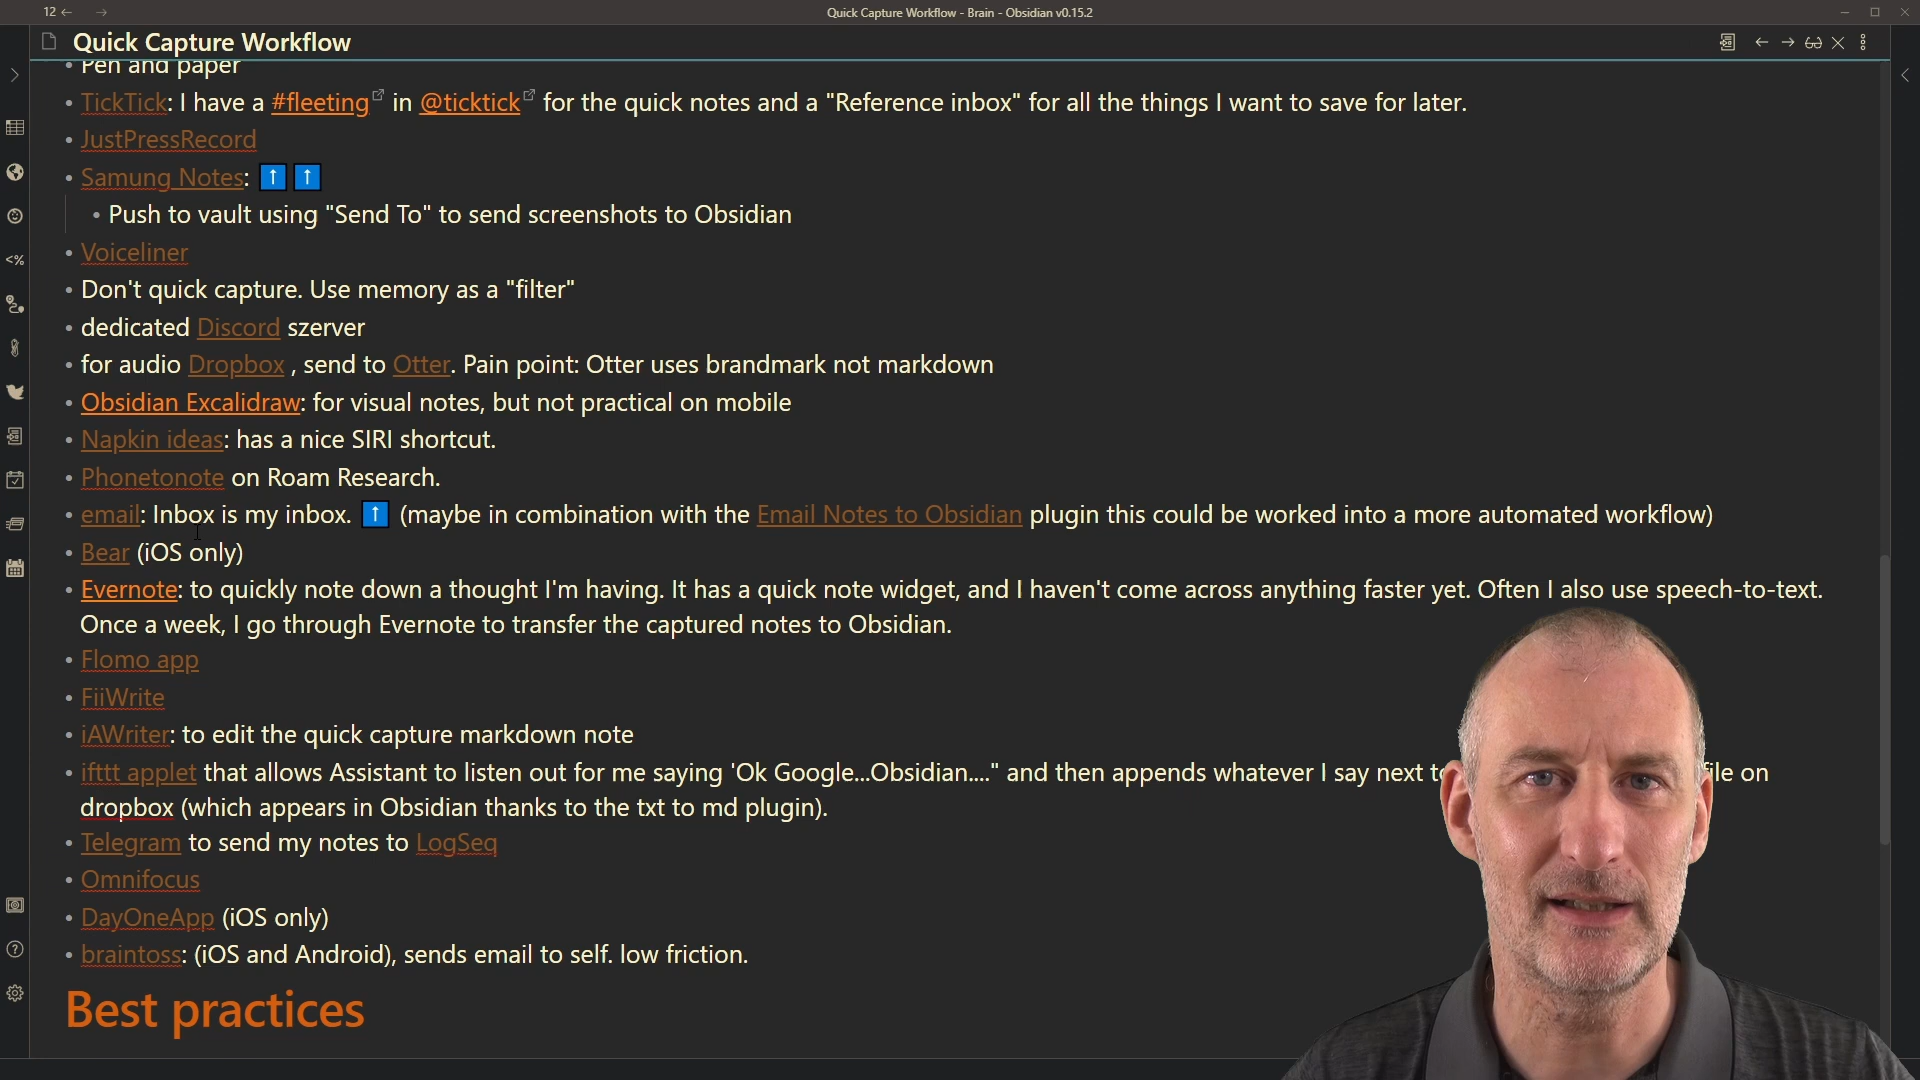 12
Quick Capture Workflow - Brain - Obsidian v0.15.2
Quick Capture Workflow
Pen and paper
TickTick: I have a #fleeting in @ticktick for the quick notes and a "Reference inbox" for all the things I want to save for later.
JustPressRecord
Samung Notes: ⬆️ ⬆️
Push to vault using "Send To" to send screenshots to Obsidian
Voiceliner
Don't quick capture. Use memory as a "filter"
dedicated Discord szerver
for audio Dropbox , send to Otter. Pain point: Otter uses brandmark not markdown
Obsidian Excalidraw: for visual notes, but not practical on mobile
Napkin ideas: has a nice SIRI shortcut.
Phonetonote on Roam Research.
email: Inbox is my inbox. ⬆️ (maybe in combination with the Email Notes to Obsidian plugin this could be worked into a more automated workflow)
Bear (iOS only)
Evernote: to quickly note down a thought I'm having. It has a quick note widget, and I haven't come across anything faster yet. Often I also use speech-to-text.
Once a week, I go through Evernote to transfer the captured notes to Obsidian.
Flomo app
FiiWrite
iAWriter: to edit the quick capture markdown note
ifttt applet that allows Assistant to listen out for me saying 'Ok Google...Obsidian...." and then appends whatever I say next file on
dropbox (which appears in Obsidian thanks to the txt to md plugin).
Telegram to send my notes to LogSeq
Omnifocus
DayOneApp (iOS only)
braintoss: (iOS and Android), sends email to self. low friction.
Best practices